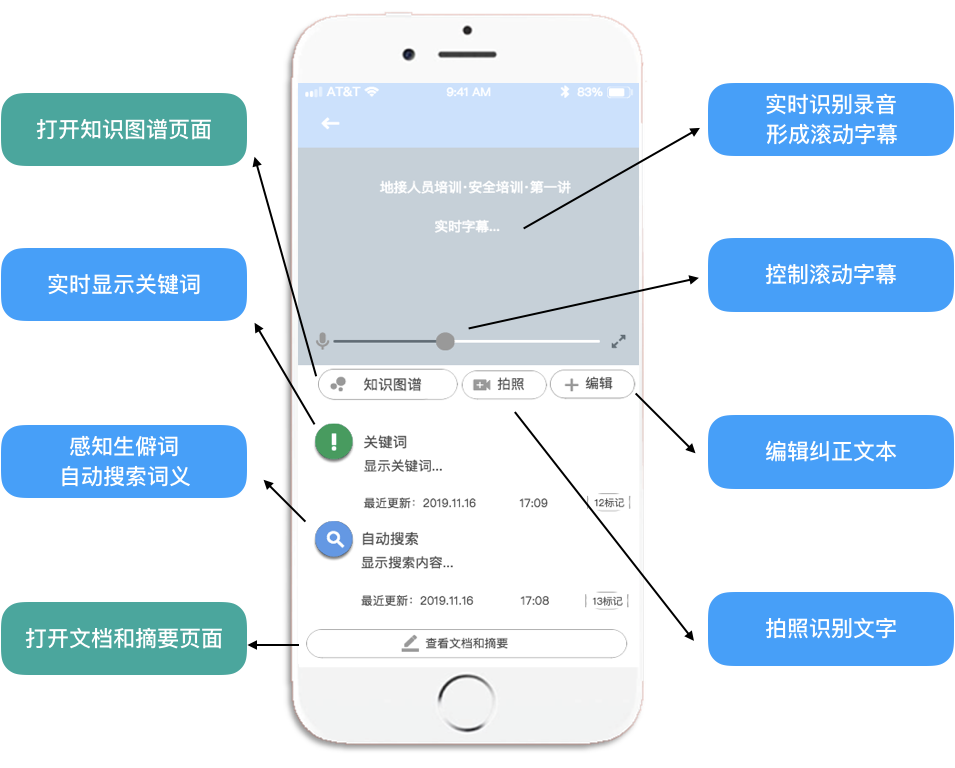 AT&T
9:41 AM
83%
地接人员培训·安全培训·第一讲
实时字幕...
知识图谱
拍照
编辑
关键词
显示关键词...
最近更新：2019.11.16
17:09
12标记
自动搜索
显示搜索内容...
最近更新：2019.11.16
17:08
13标记
查看文档和摘要
打开知识图谱页面
实时显示关键词
感知生僻词
自动搜索词义
打开文档和摘要页面
实时识别录音
形成滚动字幕
控制滚动字幕
编辑纠正文本
拍照识别文字